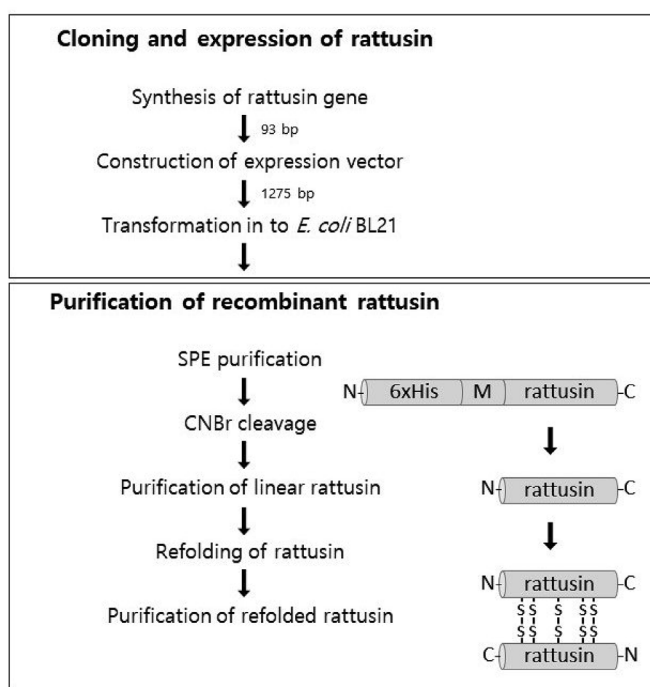 Cloning and expression of rattusin
Synthesis of rattusin gene
93 bp
Construction of expression vector
1275 bp
Transformation in to E. coli BL21
Purification of recombinant rattusin
SPE purification
CNBr cleavage
Purification of linear rattusin
Refolding of rattusin
Purification of refolded rattusin
N 6xHis M rattusin C
N rattusin C
N rattusin C
S S S S S
S S S S S
C rattusin N